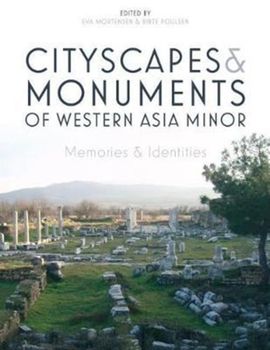 EDITED BY
EVA MORTENSEN & BIRTE POULSEN
CITYSCAPES &
MONUMENTS
OF WESTERN ASIA MINOR
Memories & Identities